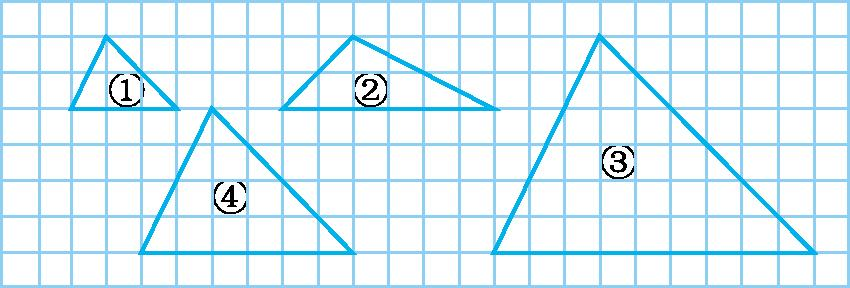 ①
②
③
④